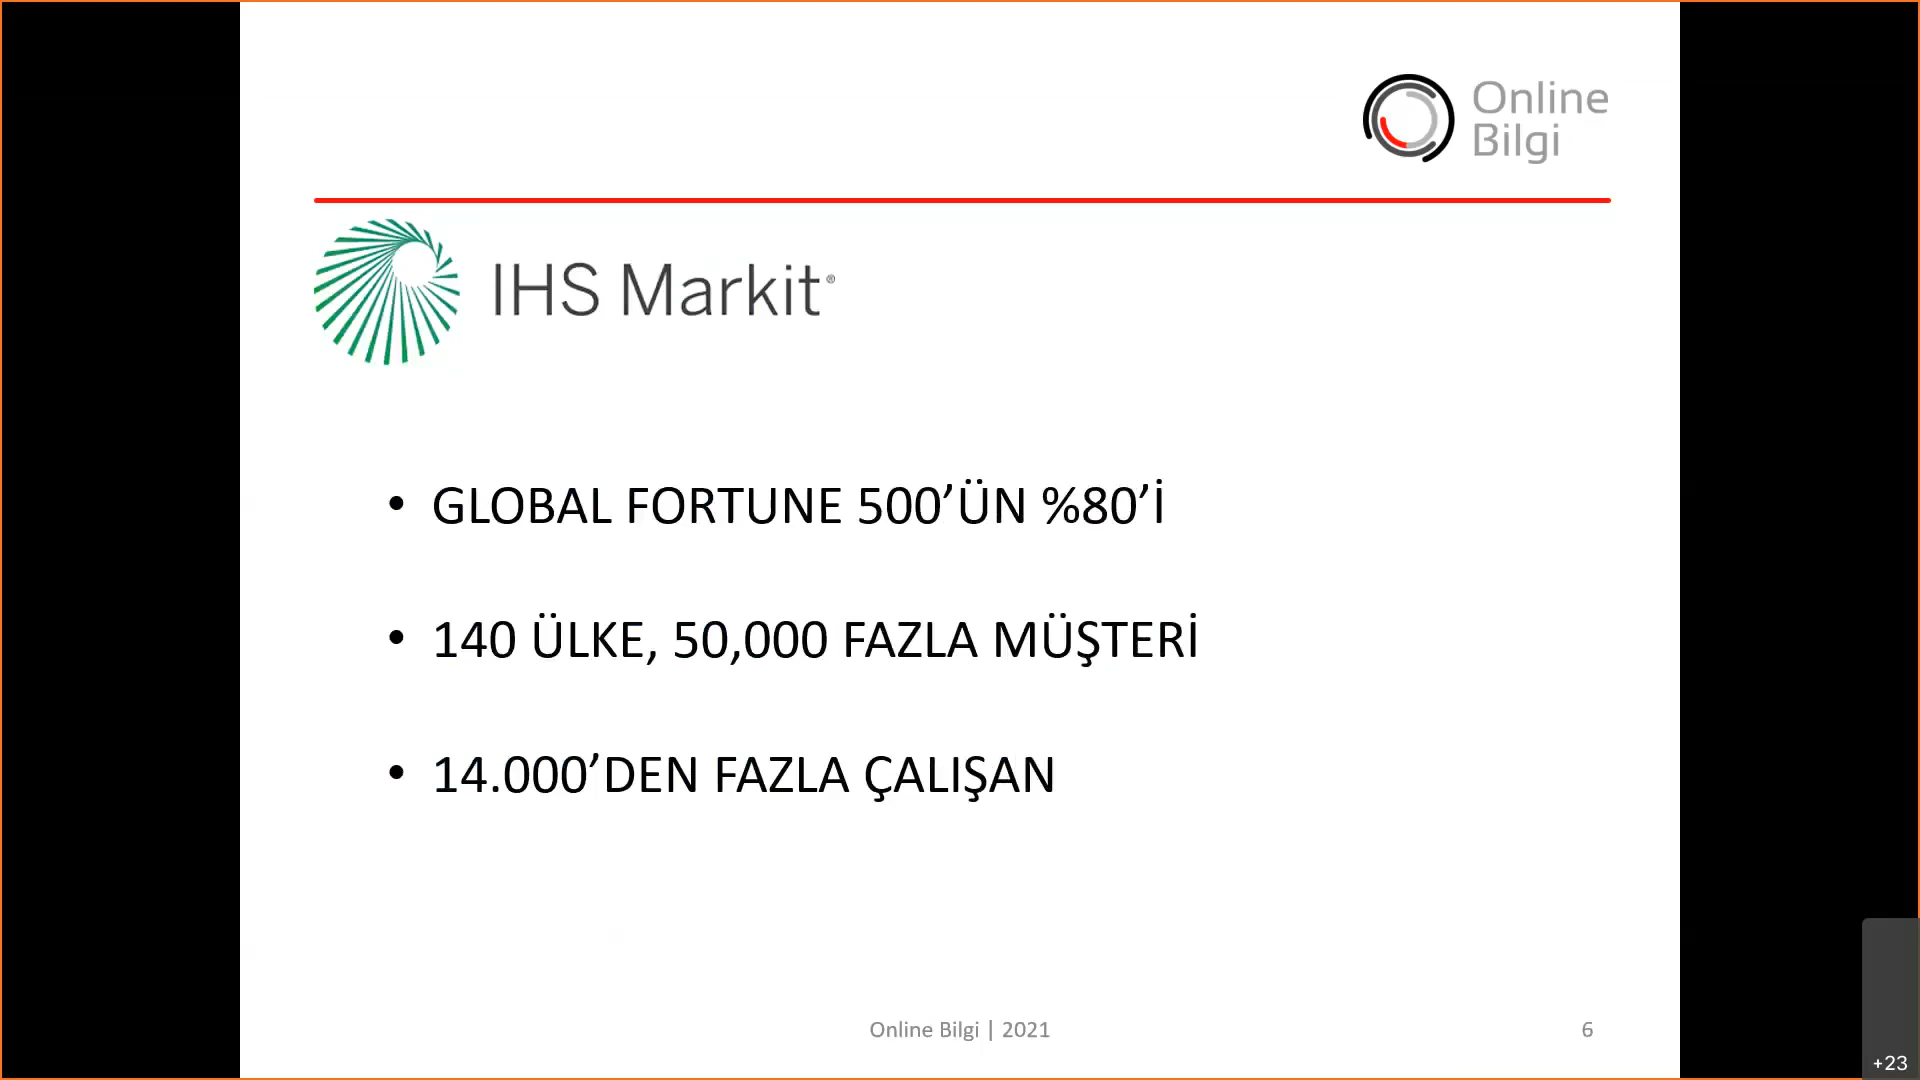 Online
Bilgi
IHS Markit®
• GLOBAL FORTUNE 500’ÜN %80’İ
• 140 ÜLKE, 50,000 FAZLA MÜŞTERİ
• 14.000’DEN FAZLA ÇALIŞAN
Online Bilgi | 2021
6
+23